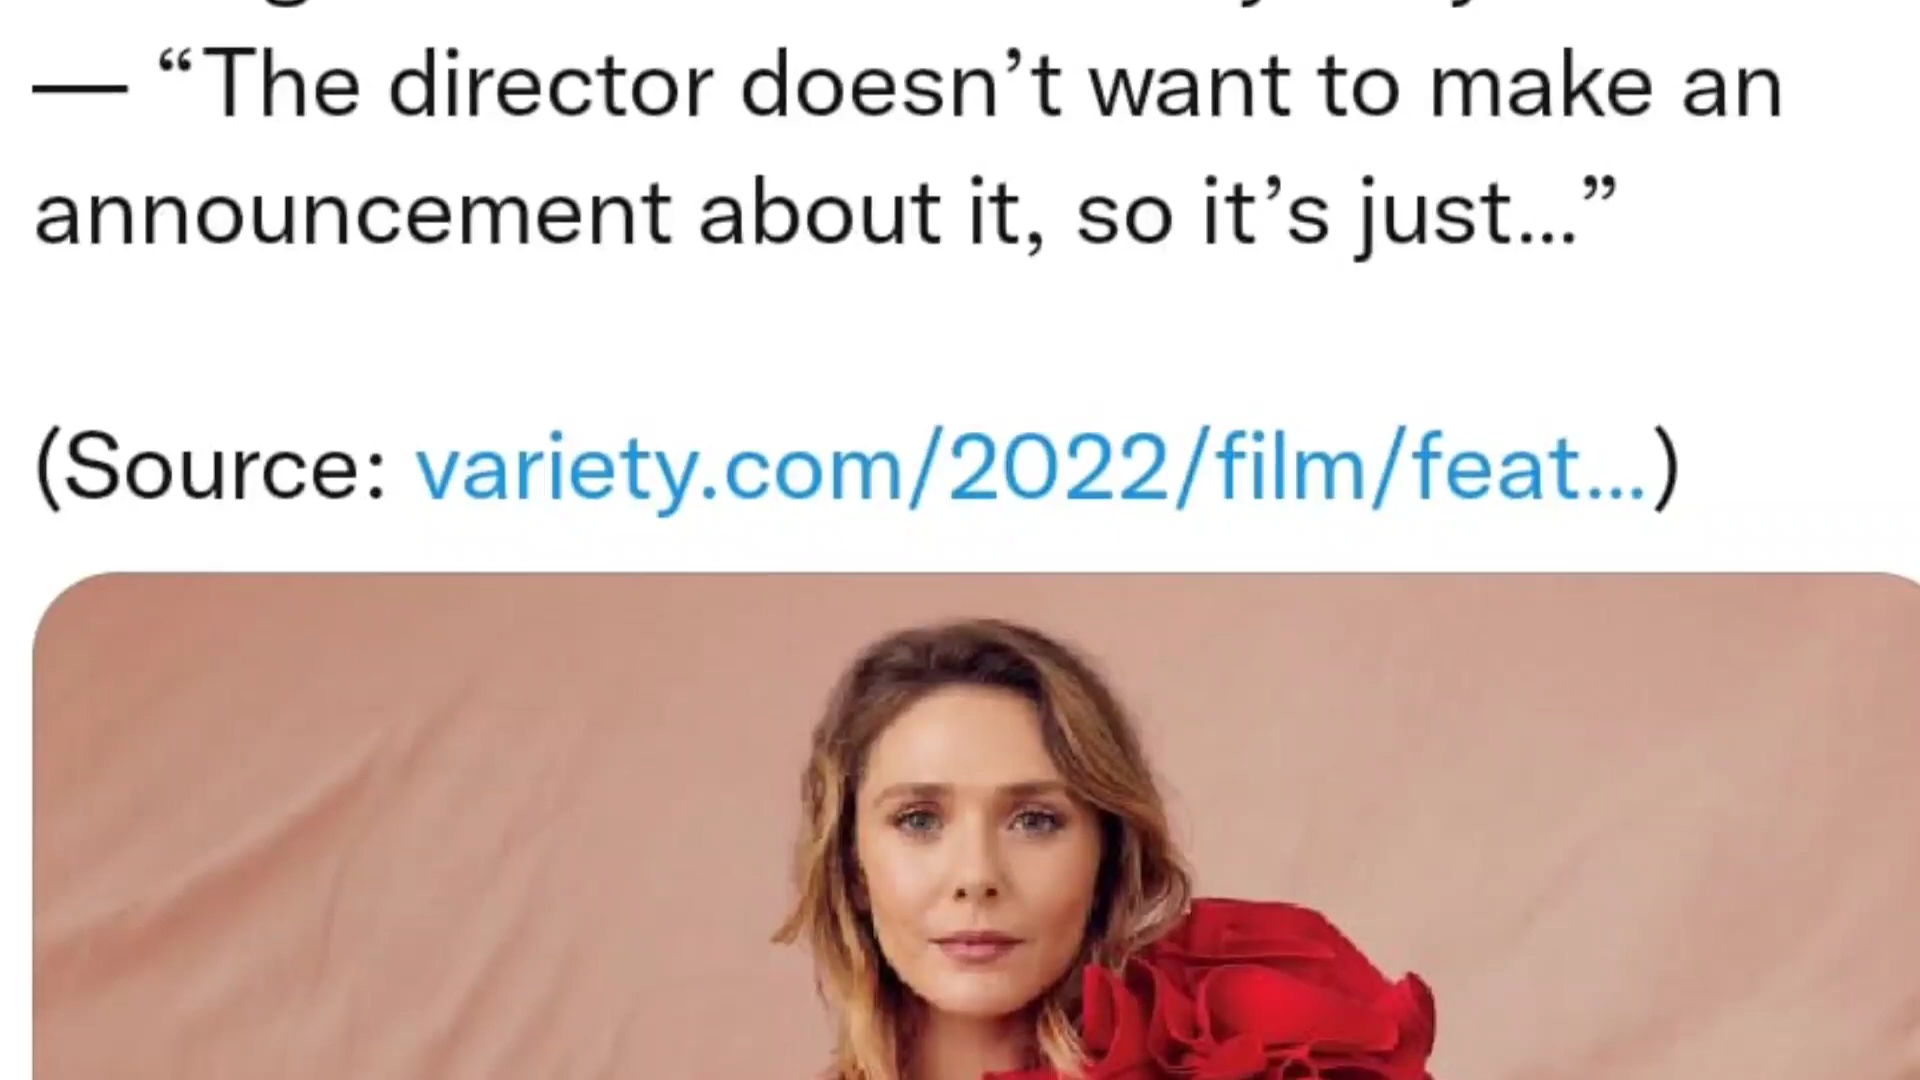 — “The director doesn’t want to make an
announcement about it, so it’s just...”
(Source: variety.com/2022/film/feat...)